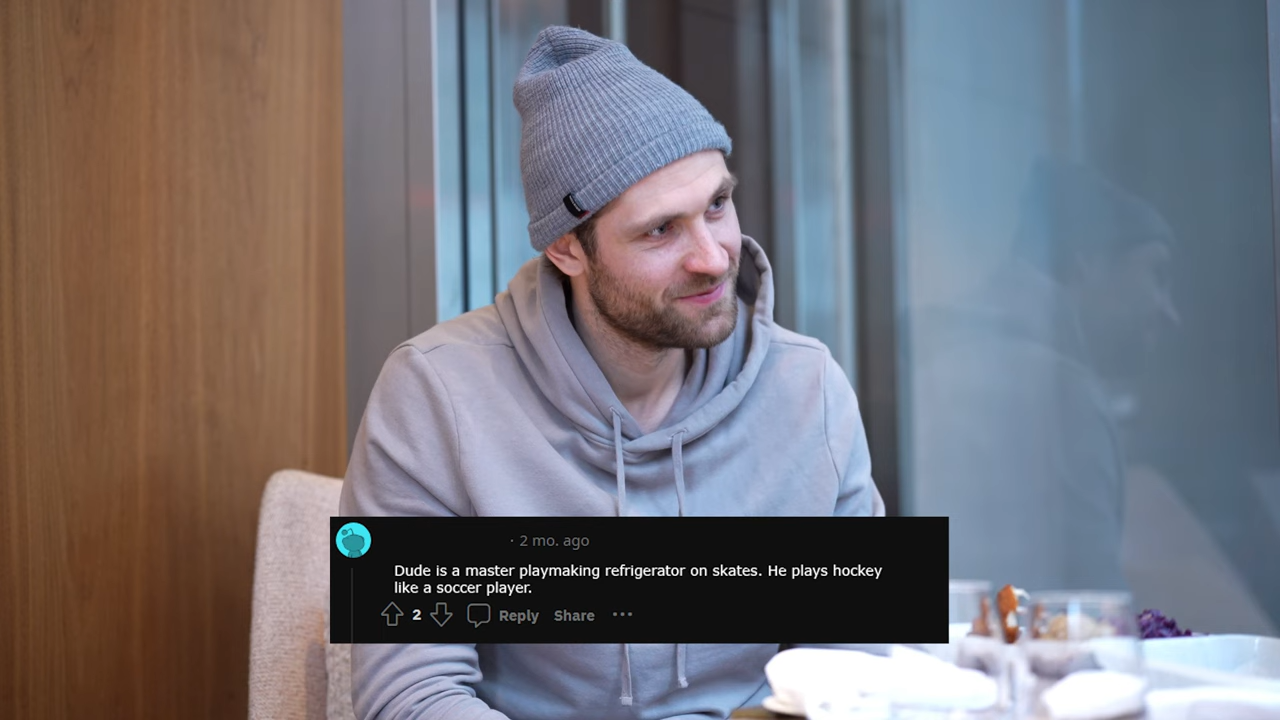 · 2 mo. ago
Dude is a master playmaking refrigerator on skates. He plays hockey
like a soccer player.
2 Reply Share ···